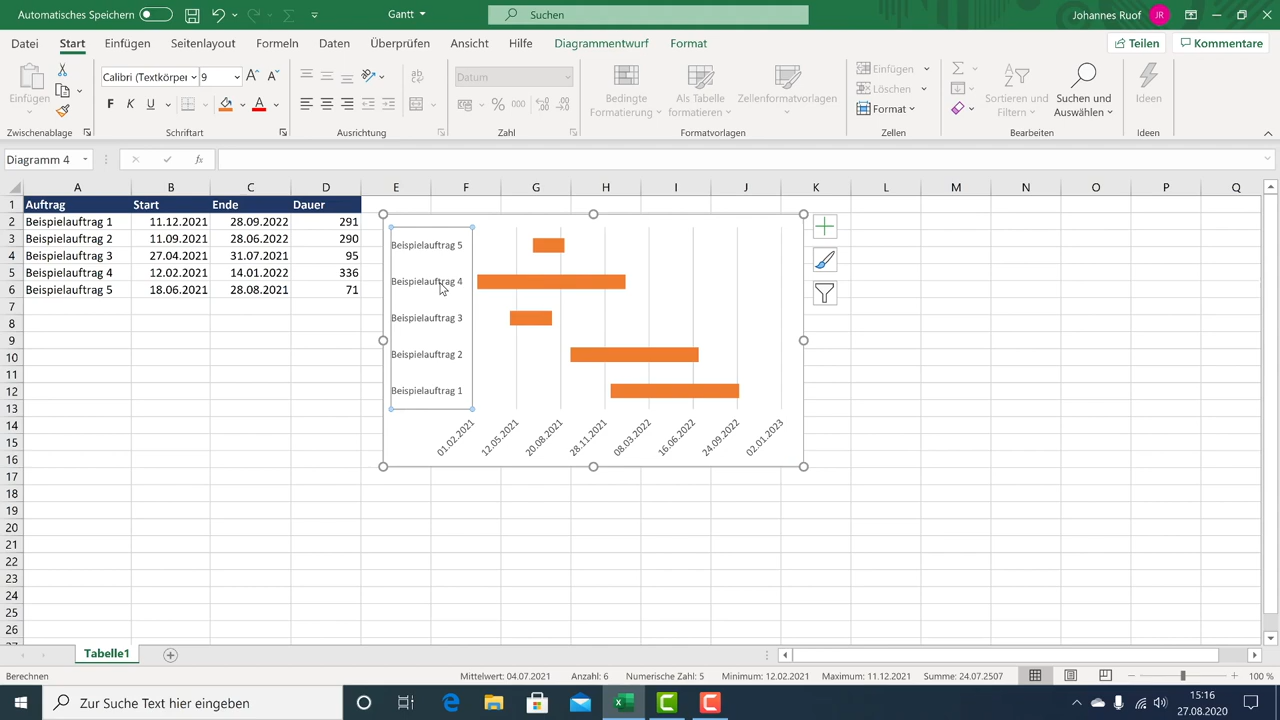 Automatisches Speichern
Gantt
Suchen
Johannes Ruof
JR
Datei Start Einfügen Seitenlayout Formeln Daten Überprüfen Ansicht Hilfe Diagrammentwurf Format
Teilen Kommentare
Einfügen
Calibri (Textkörper 9
F K U
Datum
% 000
Bedingte Formatierung
Als Tabelle formatieren
Zellenformatvorlagen
Einfügen
Löschen
Format
Sortieren und Filtern
Suchen und Auswählen
Ideen
Zwischenablage Schriftart Ausrichtung Zahl Formatvorlagen Zellen Bearbeiten Ideen
Diagramm 4
fx
A B C D E F G H I J K L M N O P Q
1 Auftrag Start Ende Dauer
2 Beispielauftrag 1 11.12.2021 28.09.2022 291
3 Beispielauftrag 2 11.09.2021 28.06.2022 290
4 Beispielauftrag 3 27.04.2021 31.07.2021 95
5 Beispielauftrag 4 12.02.2021 14.01.2022 336
6 Beispielauftrag 5 18.06.2021 28.08.2021 71
7
8
9
10
11
12
13
14
15
16
17
18
19
20
21
22
23
24
25
26
Beispielauftrag 5
Beispielauftrag 4
Beispielauftrag 3
Beispielauftrag 2
Beispielauftrag 1
01.02.2021 12.05.2021 20.08.2021 28.11.2021 08.03.2022 16.06.2022 24.09.2022 02.01.2023
Tabelle1
Berechnen
Mittelwert: 04.07.2021 Anzahl: 6 Numerische Zahl: 5 Minimum: 12.02.2021 Maximum: 11.12.2021 Summe: 24.07.2507
100 %
Zur Suche Text hier eingeben
15:16
27.08.2020